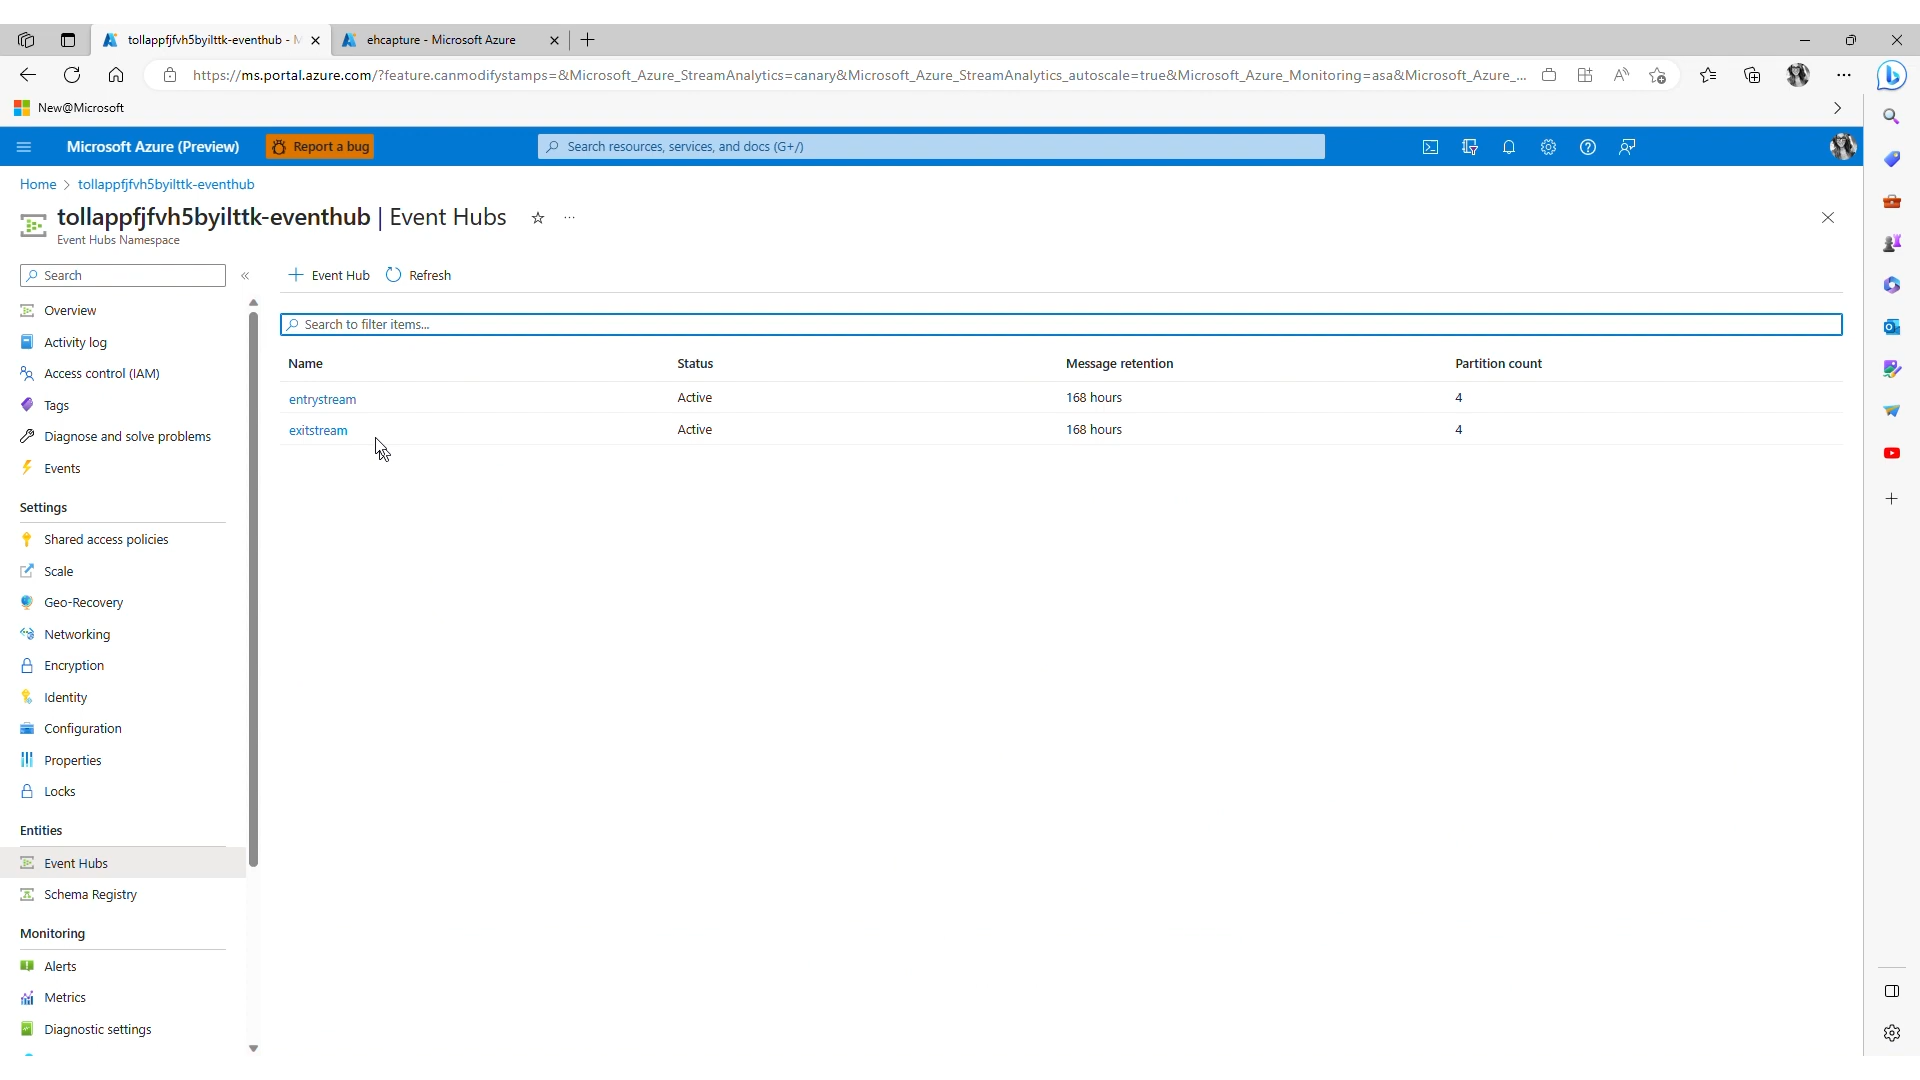 tollappfjfvh5byilttk-eventhub - M
ehcapture - Microsoft Azure
https://ms.portal.azure.com/?feature.canmodifystamps=&Microsoft_Azure_StreamAnalytics=canary&Microsoft_Azure_StreamAnalytics_autoscale=true&Microsoft_Azure_Monitoring=asa&Microsoft_Azure_...
New@Microsoft
Microsoft Azure (Preview)
Report a bug
Search resources, services, and docs (G+/)
Home > tollappfjfvh5byilttk-eventhub
tollappfjfvh5byilttk-eventhub | Event Hubs
Event Hubs Namespace
Search
Event Hub
Refresh
Overview
Activity log
Access control (IAM)
Tags
Diagnose and solve problems
Events
Settings
Shared access policies
Scale
Geo-Recovery
Networking
Encryption
Identity
Configuration
Properties
Locks
Entities
Event Hubs
Schema Registry
Monitoring
Alerts
Metrics
Diagnostic settings
Search to filter items...
Name Status Message retention Partition count
entrystream Active 168 hours 4
exitstream Active 168 hours 4